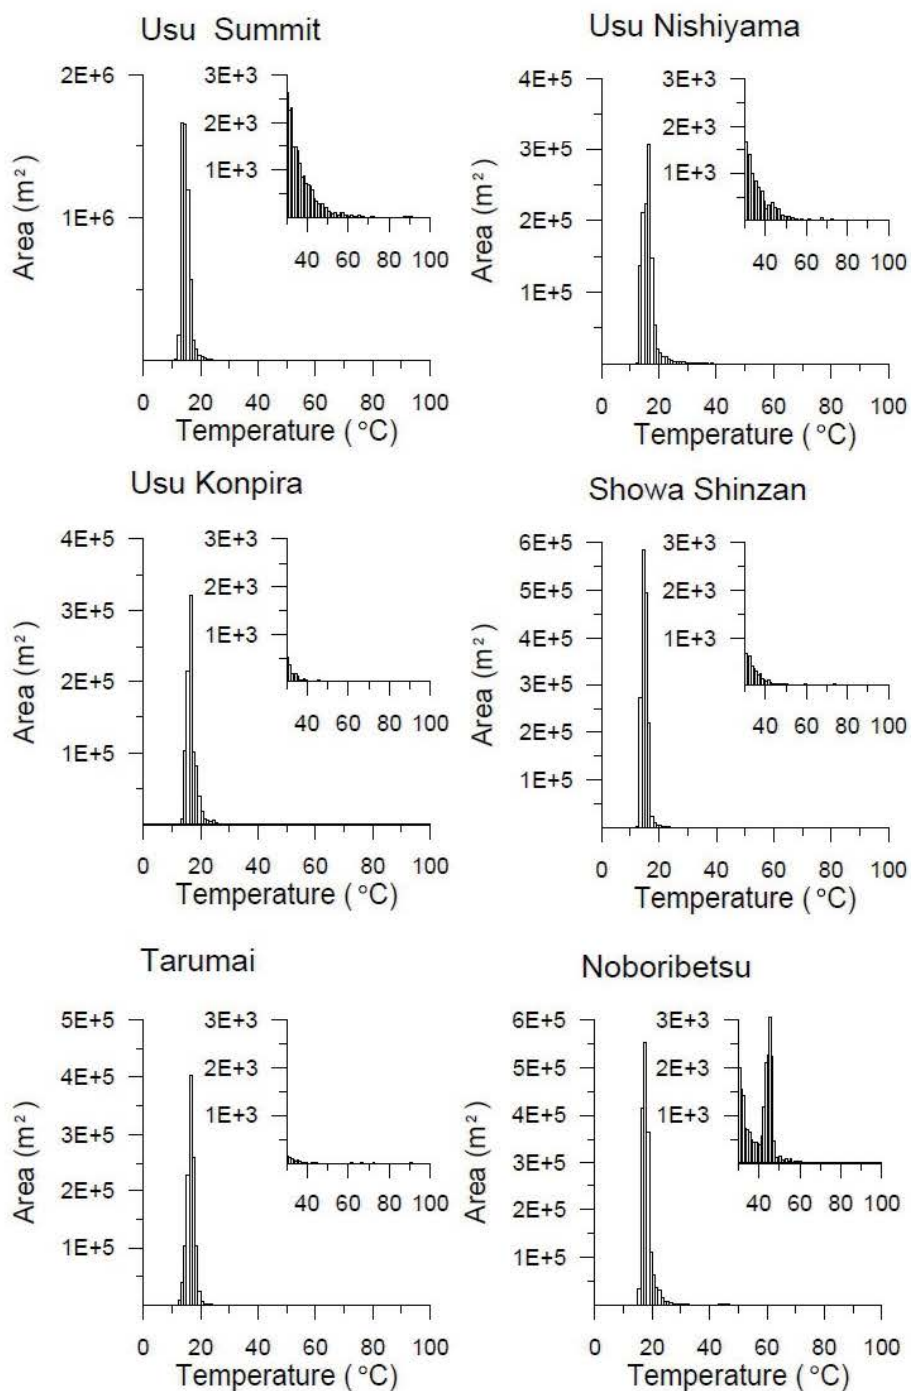 Usu Summit
2E+6
1E+6
Area (m²)
3E+3
2E+3
1E+3
40 60 80 100
0 20 40 60 80 100
Temperature (°C)
Usu Nishiyama
4E+5
3E+5
2E+5
1E+5
Area (m²)
3E+3
2E+3
1E+3
40 60 80 100
0 20 40 60 80 100
Temperature (°C)
Usu Konpira
4E+5
3E+5
2E+5
1E+5
Area (m²)
3E+3
2E+3
1E+3
40 60 80 100
0 20 40 60 80 100
Temperature (°C)
Showa Shinzan
6E+5
5E+5
4E+5
3E+5
2E+5
1E+5
Area (m²)
3E+3
2E+3
1E+3
40 60 80 100
0 20 40 60 80 100
Temperature (°C)
Tarumai
5E+5
4E+5
3E+5
2E+5
1E+5
Area (m²)
3E+3
2E+3
1E+3
40 60 80 100
0 20 40 60 80 100
Temperature (°C)
Noboribetsu
6E+5
5E+5
4E+5
3E+5
2E+5
1E+5
Area (m²)
3E+3
2E+3
1E+3
40 60 80 100
0 20 40 60 80 100
Temperature (°C)